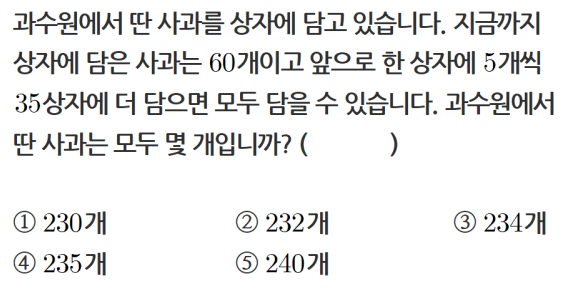 과수원에서 딴 사과를 상자에 담고 있습니다. 지금까지
상자에 담은 사과는 60개이고 앞으로 한 상자에 5개씩
35상자에 더 담으면 모두 담을 수 있습니다. 과수원에서
딴 사과는 모두 몇 개입니까? (          )
① 230개 ② 232개 ③ 234개
④ 235개 ⑤ 240개